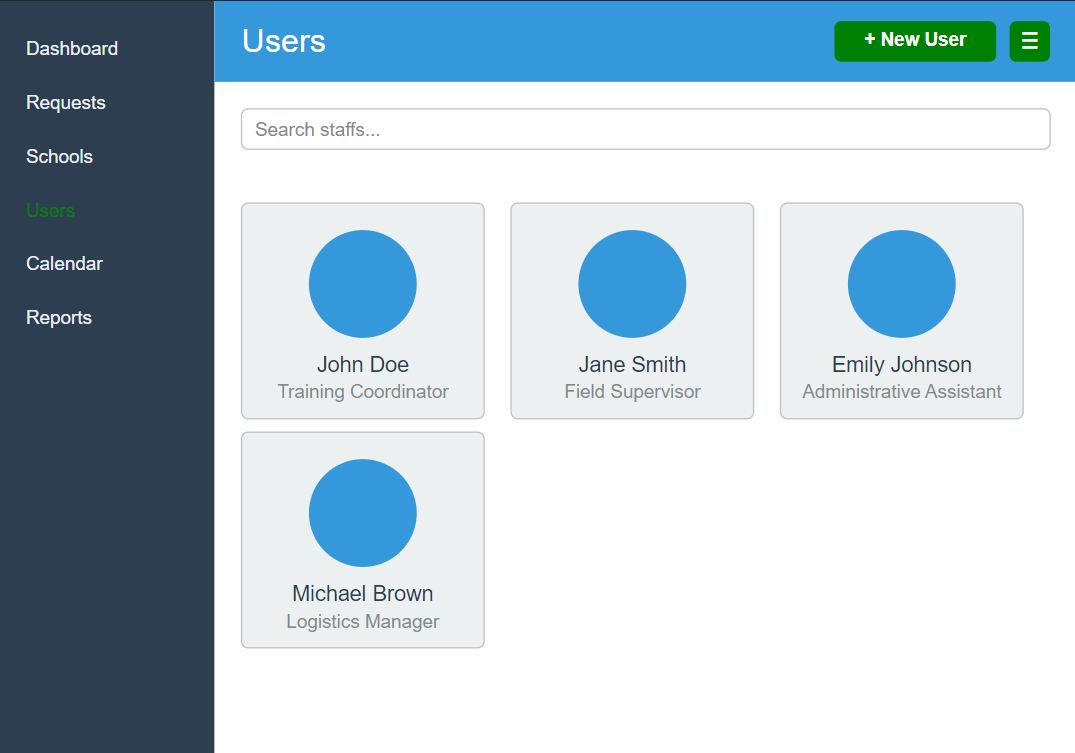 Dashboard
Requests
Schools
Users
Calendar
Reports
Users
+ New User
Search staffs...
John Doe
Training Coordinator
Jane Smith
Field Supervisor
Emily Johnson
Administrative Assistant
Michael Brown
Logistics Manager